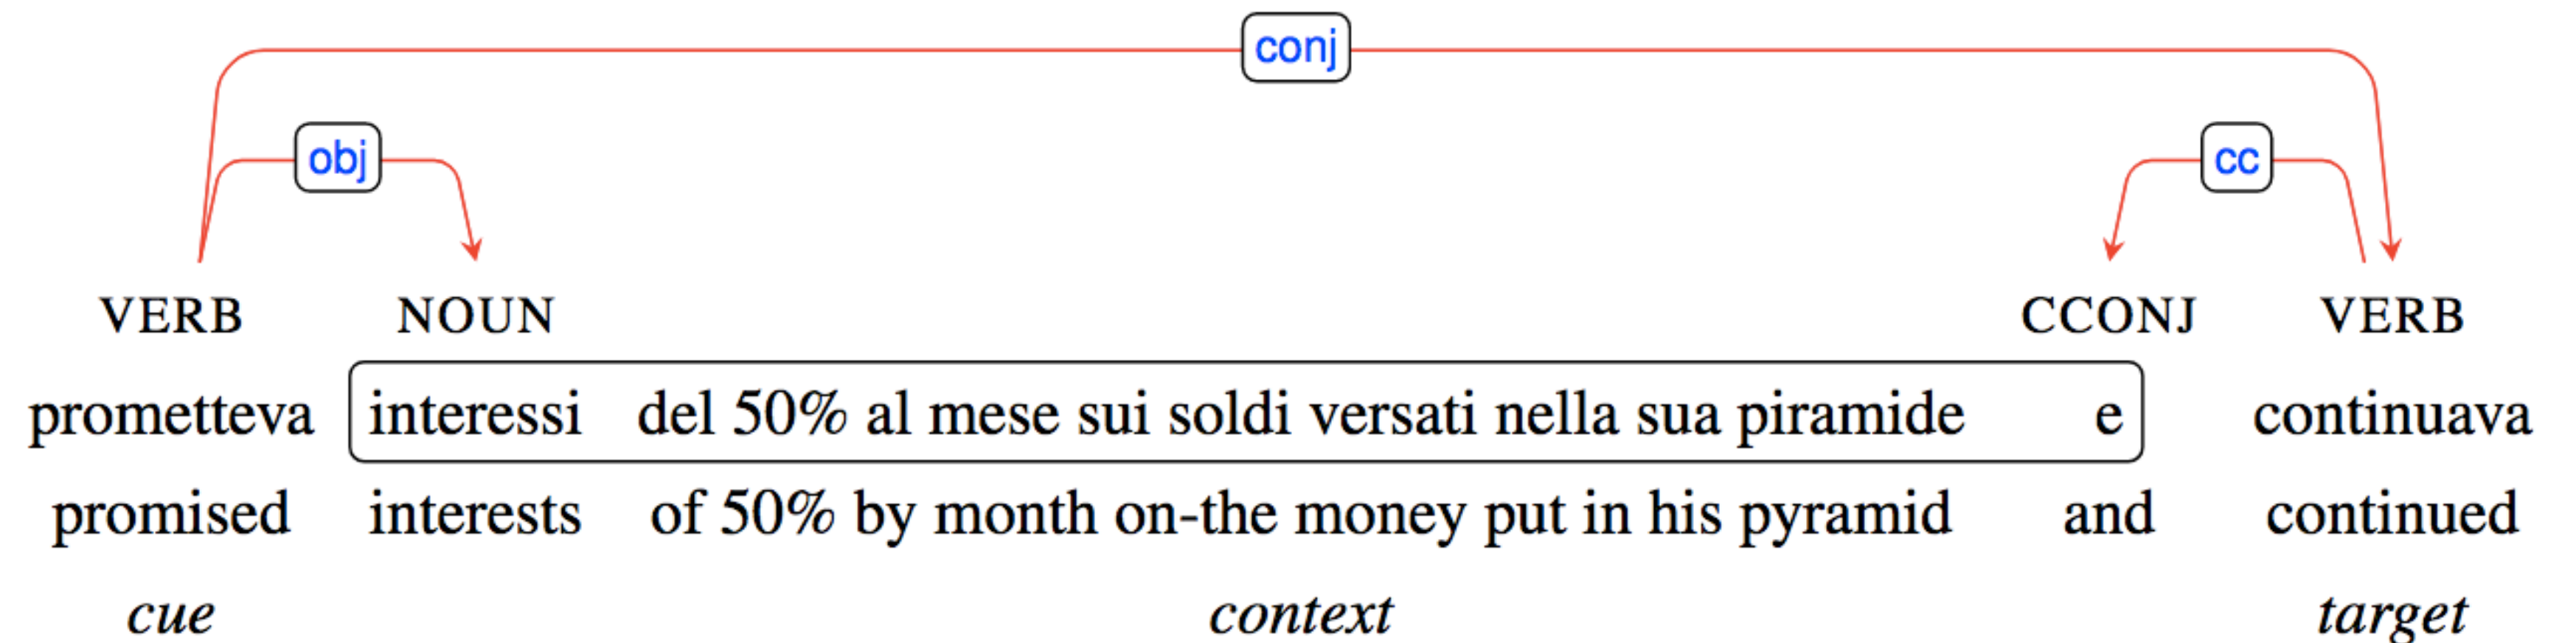 conj
obj cc
VERB NOUN CCONJ VERB
prometteva interessi del 50% al mese sui soldi versati nella sua piramide e continuava
promised interests of 50% by month on-the money put in his pyramid and continued
cue context target